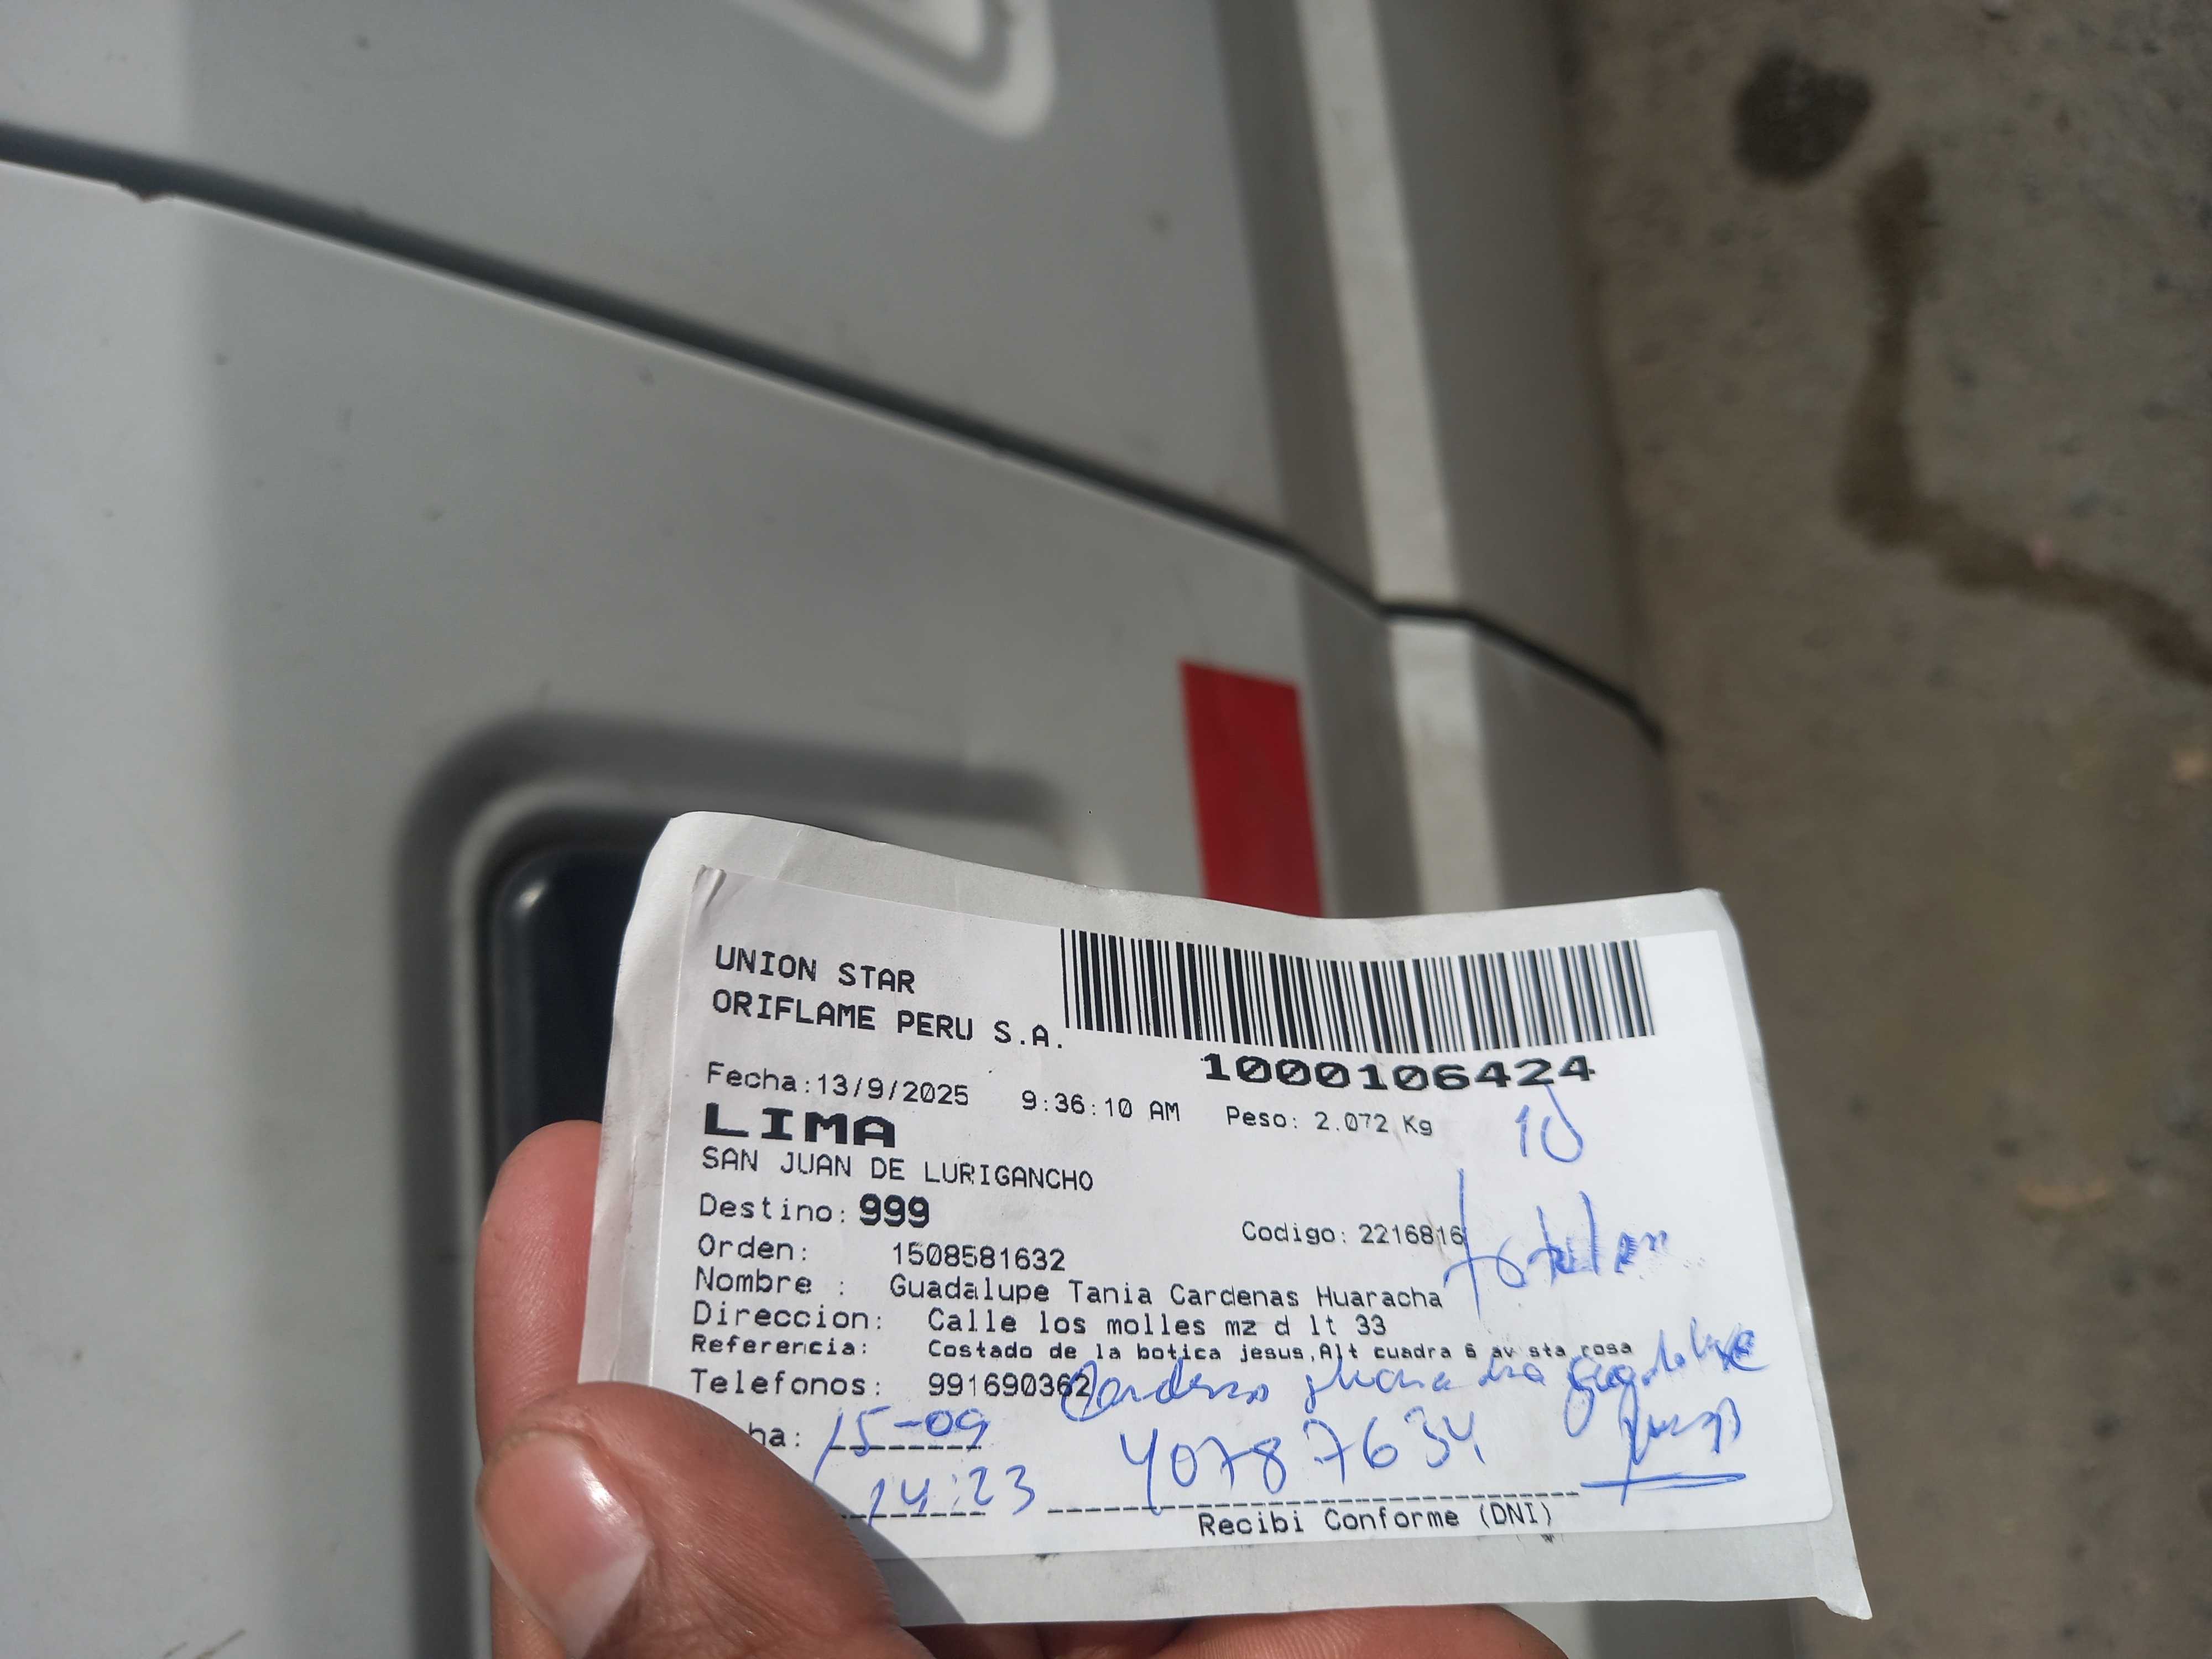 UNION STAR
ORIFLAME PERU S.A.
1000106424
Fecha:13/9/2025 9:36:10 AM Peso: 2.072 Kg
LIMA
10
SAN JUAN DE LURIGANCHO
Destino: 999
Codigo: 2216816
Orden: 1508581632
Nombre : Guadalupe Tania Cardenas Huaracha
Direccion: Calle los molles mz d lt 33
Referencia: Costado de la botica jesus,Alt cuadra 6 av sta rosa
Telefonos: 991690362
ha: 15-09
14:23 40787634
Recibi Conforme (DNI)